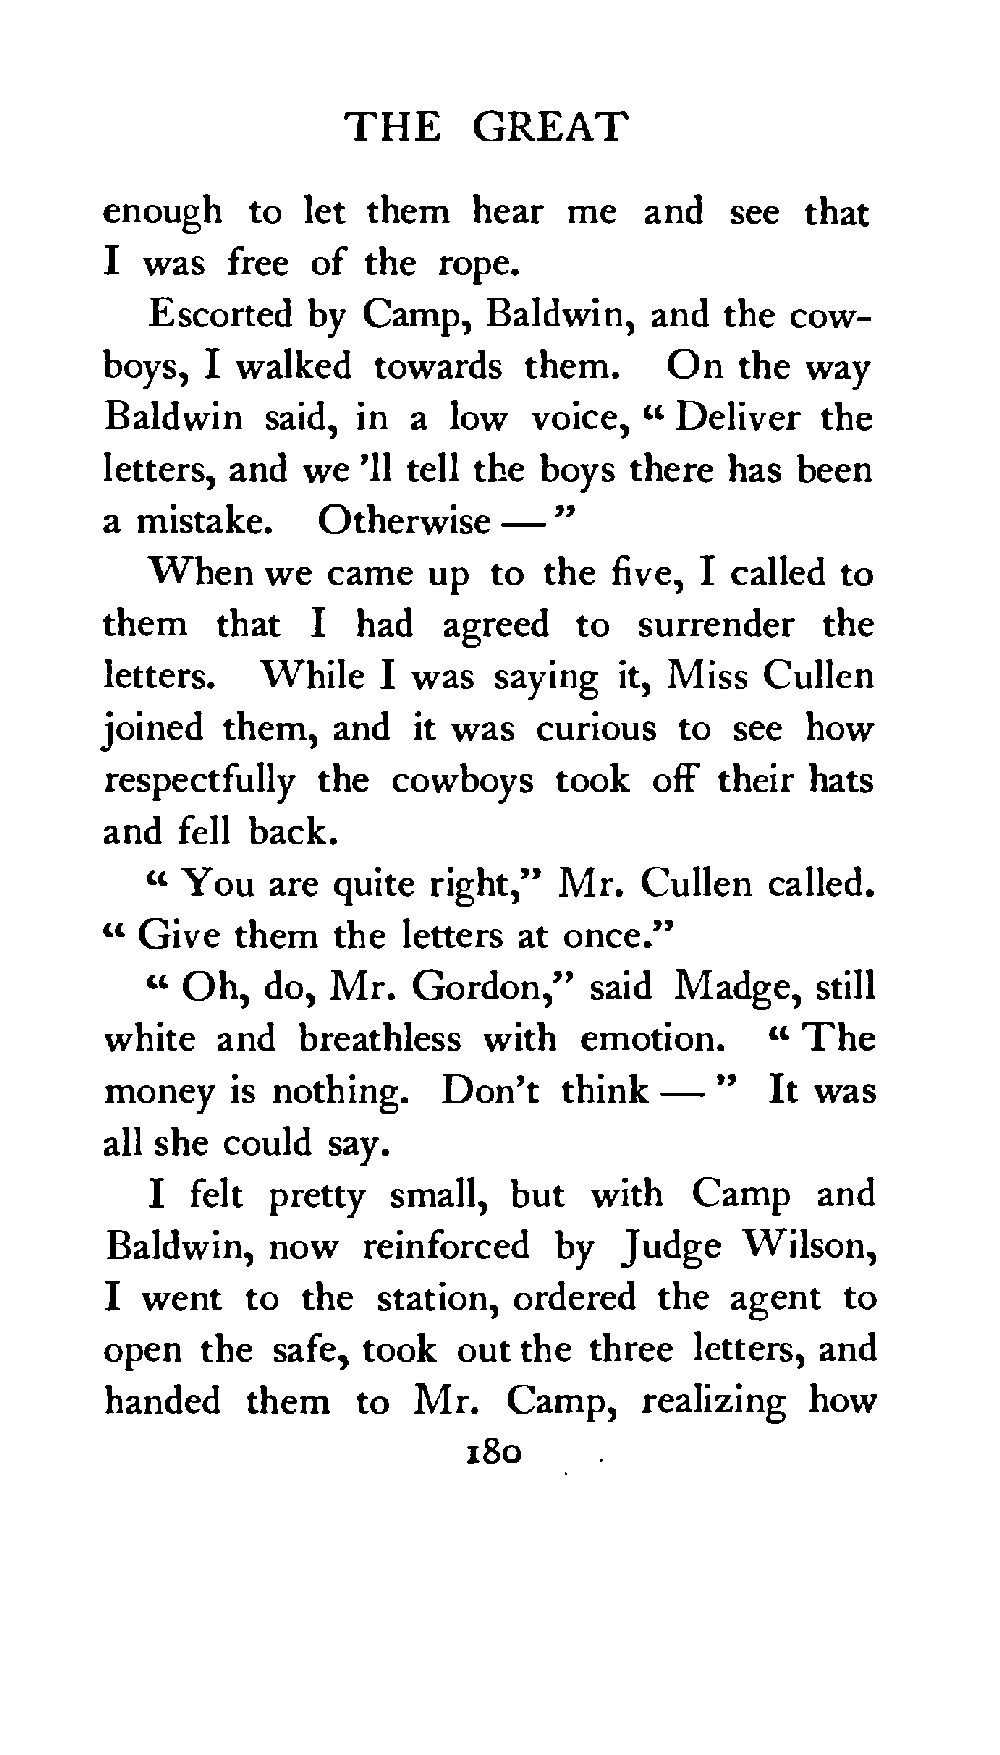 THE GREAT
enough to let them hear me and see that
I was free of the rope.
Escorted by Camp, Baldwin, and the cow-
boys, I walked towards them. On the way
Baldwin said, in a low voice, “ Deliver the
letters, and we 'll tell the boys there has been
a mistake. Otherwise — ”
When we came up to the five, I called to
them that I had agreed to surrender the
letters. While I was saying it, Miss Cullen
joined them, and it was curious to see how
respectfully the cowboys took off their hats
and fell back.
“ You are quite right,” Mr. Cullen called.
“ Give them the letters at once.”
“ Oh, do, Mr. Gordon,” said Madge, still
white and breathless with emotion. “ The
money is nothing. Don't think — ” It was
all she could say.
I felt pretty small, but with Camp and
Baldwin, now reinforced by Judge Wilson,
I went to the station, ordered the agent to
open the safe, took out the three letters, and
handed them to Mr. Camp, realizing how
180